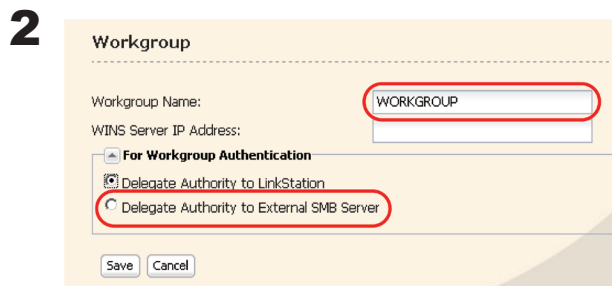 2
Workgroup
Workgroup Name: WORKGROUP
WINS Server IP Address:
For Workgroup Authentication
Delegate Authority to LinkStation
Delegate Authority to External SMB Server
Save Cancel